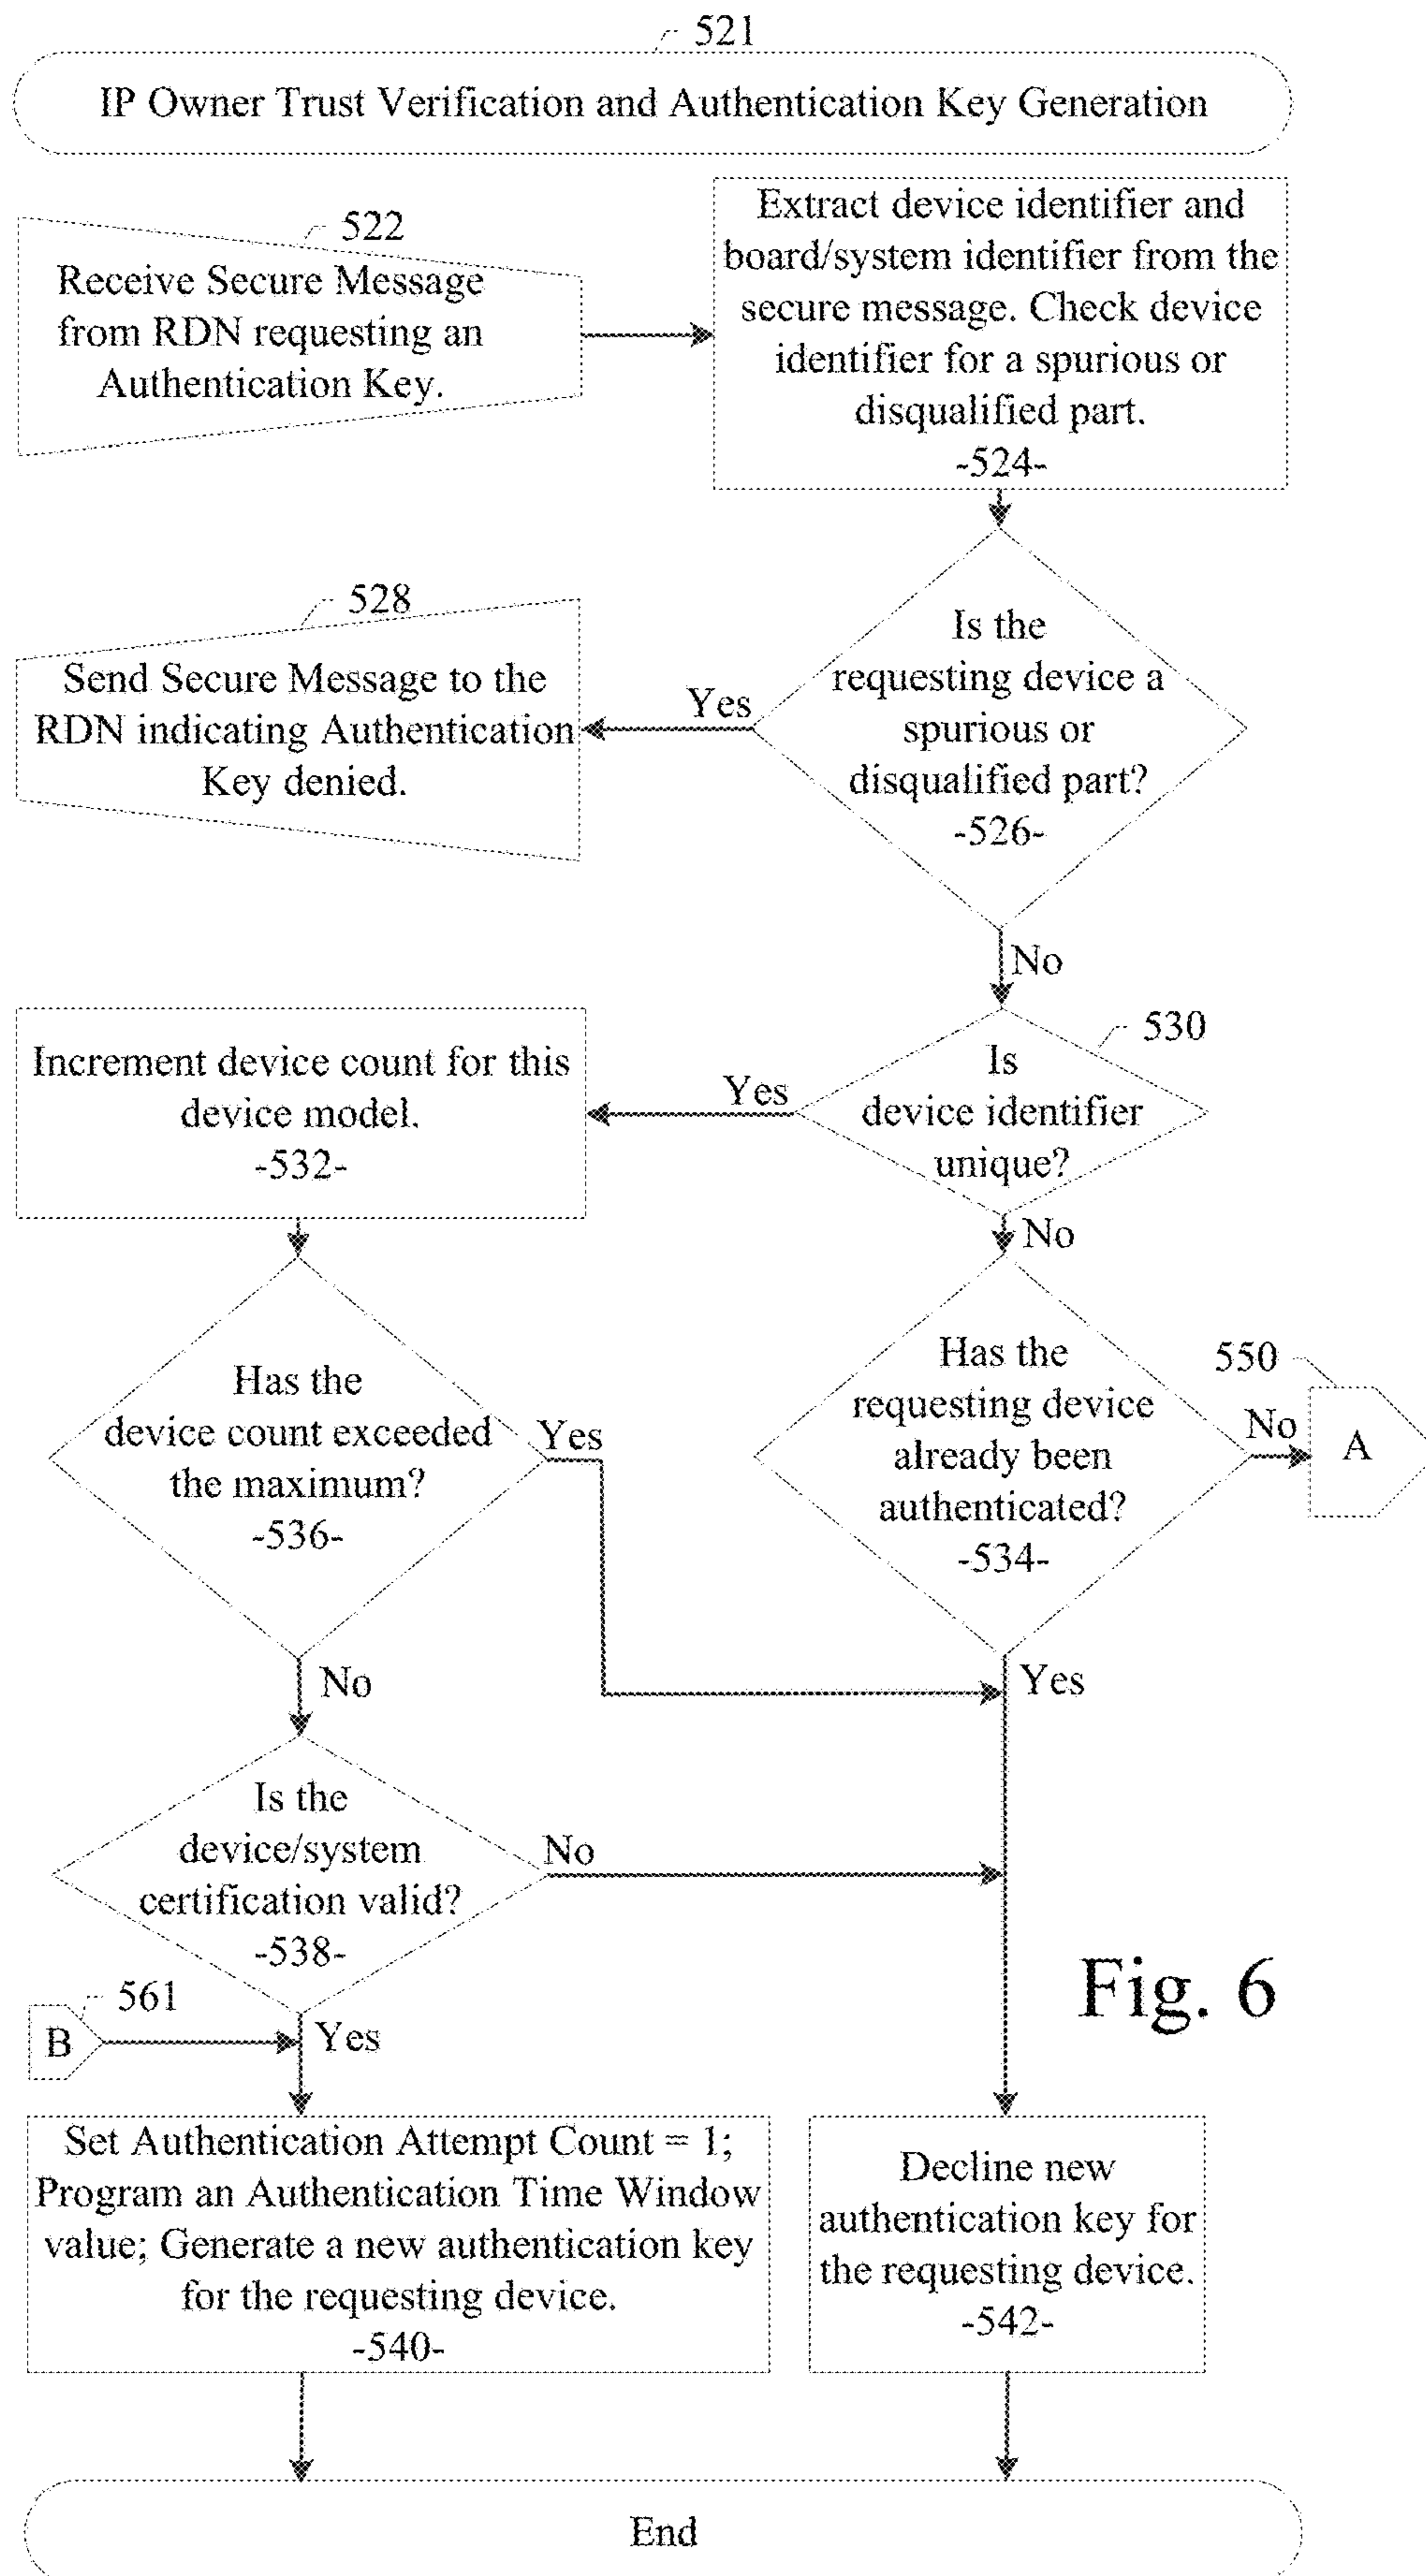 521
IP Owner Trust Verification and Authentication Key Generation
522
Receive Secure Message
from RDN requesting an
Authentication Key.
Extract device identifier and
board/system identifier from the
secure message. Check device
identifier for a spurious or
disqualified part.
-524-
528
Send Secure Message to the
RDN indicating Authentication
Key denied.
Yes
Is the
requesting device a
spurious or
disqualified part?
-526-
No
Increment device count for this
device model.
-532-
Yes
530
Is
device identifier
unique?
No
Has the
device count exceeded
the maximum?
-536-
Yes
Has the
requesting device
already been
authenticated?
-534-
550
No
A
No
Yes
Is the
device/system
certification valid?
-538-
No
561
B
Yes
Fig. 6
Set Authentication Attempt Count = 1;
Program an Authentication Time Window
value; Generate a new authentication key
for the requesting device.
-540-
Decline new
authentication key for
the requesting device.
-542-
End